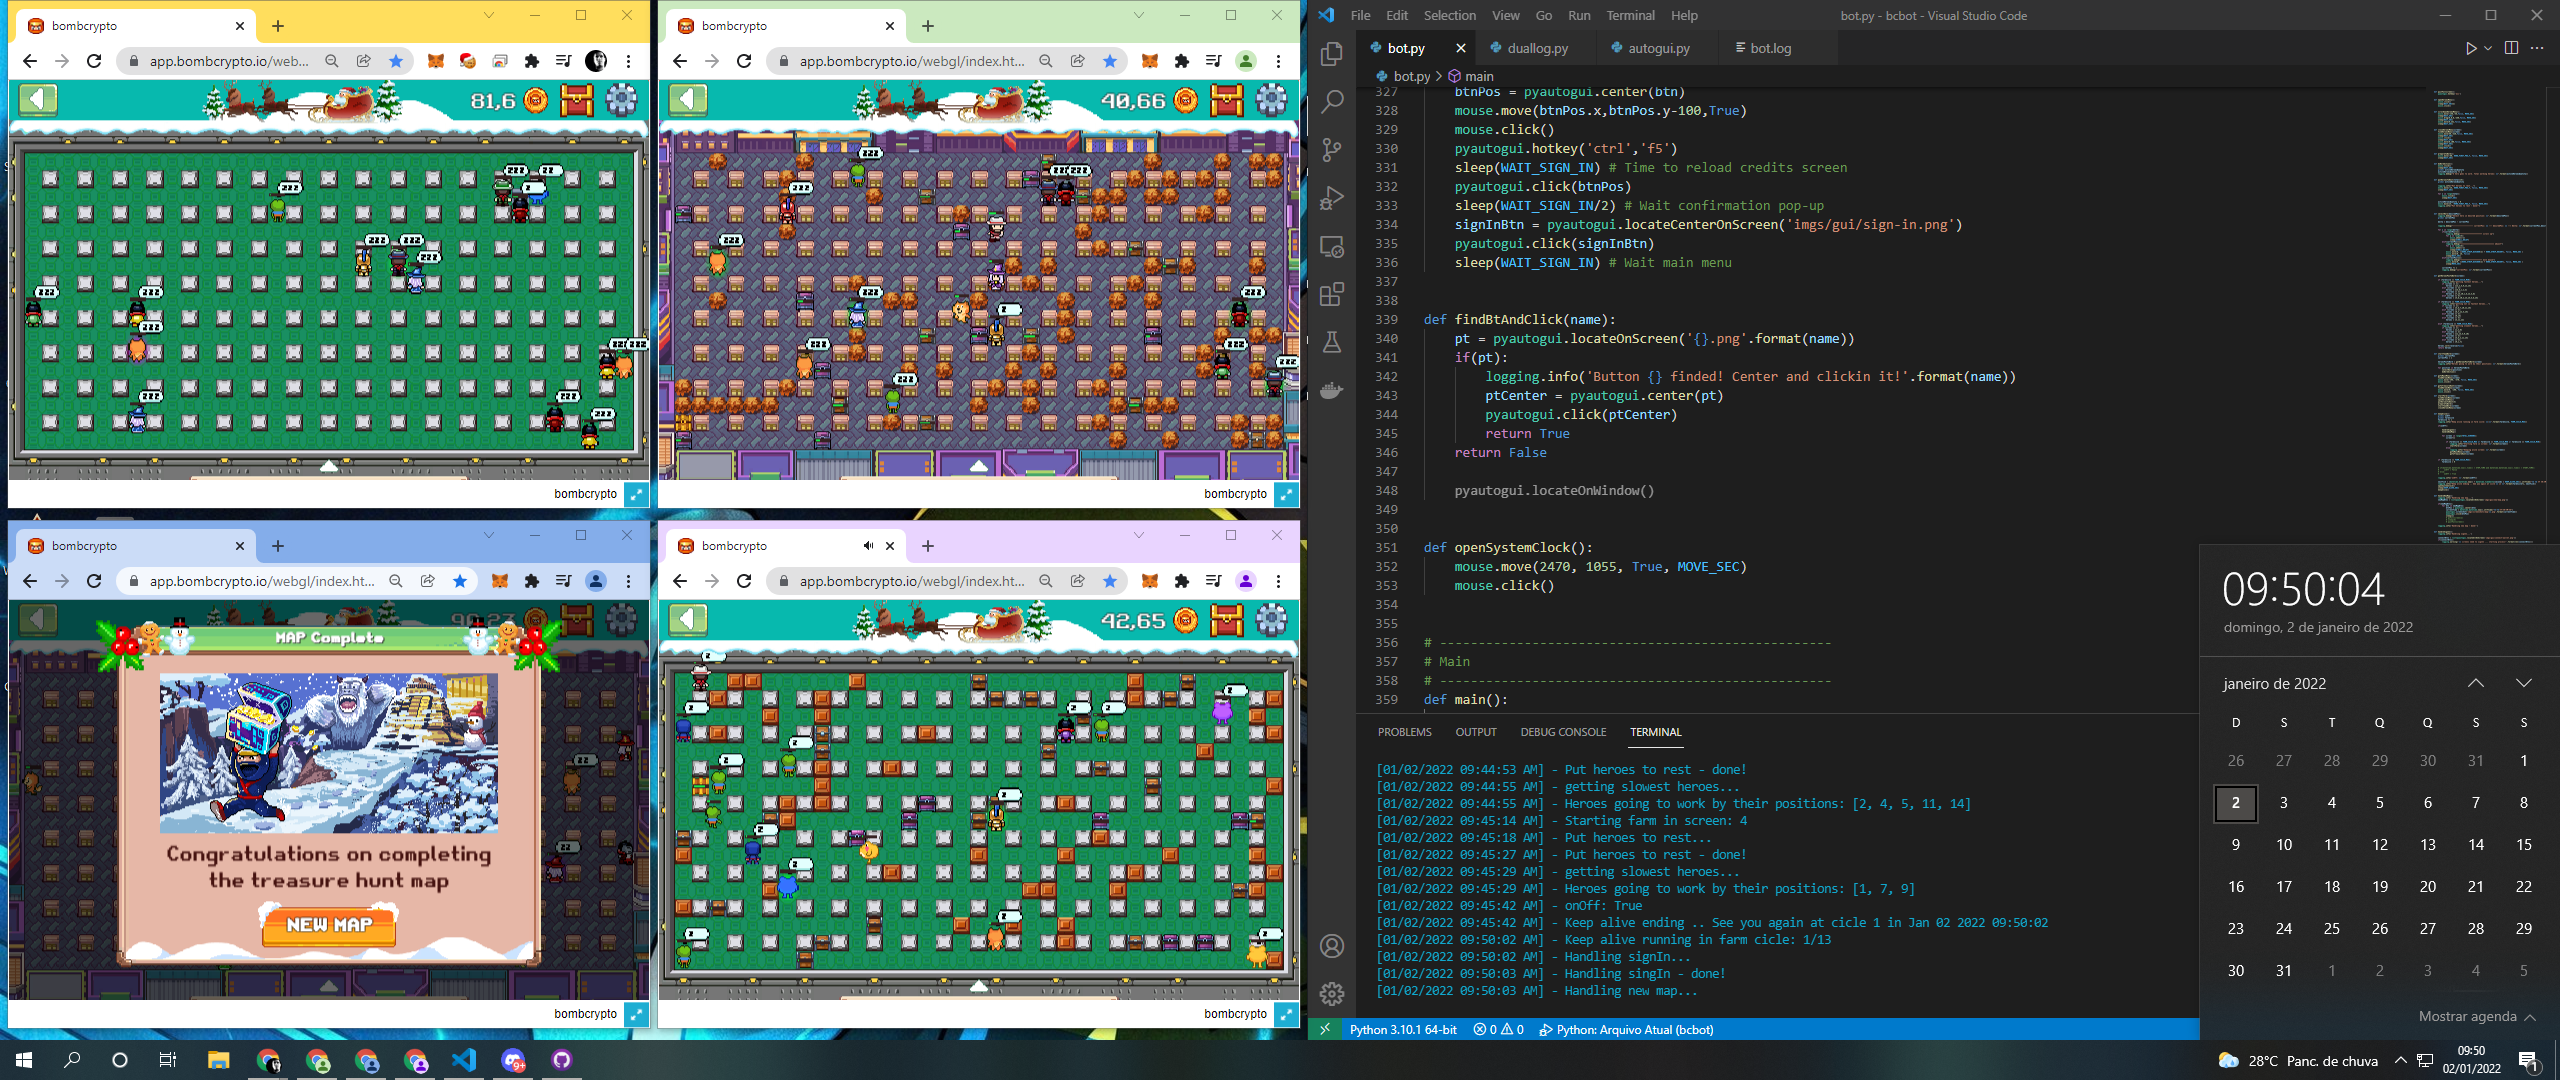 bombcrypto
app.bombcrypto.io/web...
81,6
bombcrypto
bombcrypto
app.bombcrypto.io/webgl/index.ht...
40,66
bombcrypto
bombcrypto
app.bombcrypto.io/webgl/index.ht...
MAP Complete
Congratulations on completing
the treasure hunt map
NEW MAP
bombcrypto
bombcrypto
app.bombcrypto.io/webgl/index.ht...
42,65
bombcrypto
File Edit Selection View Go Run Terminal Help
bot.py - bcbot - Visual Studio Code
bot.py duallog.py autogui.py bot.log
bot.py > main
327 btnPos = pyautogui.center(btn)
328 mouse.move(btnPos.x,btnPos.y-100,True)
329 mouse.click()
330 pyautogui.hotkey('ctrl','f5')
331 sleep(WAIT_SIGN_IN) # Time to reload credits screen
332 pyautogui.click(btnPos)
333 sleep(WAIT_SIGN_IN/2) # Wait confirmation pop-up
334 signInBtn = pyautogui.locateCenterOnScreen('imgs/gui/sign-in.png')
335 pyautogui.click(signInBtn)
336 sleep(WAIT_SIGN_IN) # Wait main menu
337
338
339 def findBtAndClick(name):
340 pt = pyautogui.locateOnScreen('{}.png'.format(name))
341 if(pt):
342 logging.info('Button {} finded! Center and clickin it!'.format(name))
343 ptCenter = pyautogui.center(pt)
344 pyautogui.click(ptCenter)
345 return True
346 return False
347
348 pyautogui.locateOnWindow()
349
350
351 def openSystemClock():
352 mouse.move(2470, 1055, True, MOVE_SEC)
353 mouse.click()
354
355
356 # ---------------------------------------------------
357 # Main
358 # ---------------------------------------------------
359 def main():
PROBLEMS OUTPUT DEBUG CONSOLE TERMINAL
[01/02/2022 09:44:53 AM] - Put heroes to rest - done!
[01/02/2022 09:44:55 AM] - getting slowest heroes...
[01/02/2022 09:44:55 AM] - Heroes going to work by their positions: [2, 4, 5, 11, 14]
[01/02/2022 09:45:14 AM] - Starting farm in screen: 4
[01/02/2022 09:45:18 AM] - Put heroes to rest...
[01/02/2022 09:45:27 AM] - Put heroes to rest - done!
[01/02/2022 09:45:29 AM] - getting slowest heroes...
[01/02/2022 09:45:29 AM] - Heroes going to work by their positions: [1, 7, 9]
[01/02/2022 09:45:42 AM] - onOff: True
[01/02/2022 09:45:42 AM] - Keep alive ending .. See you again at cicle 1 in Jan 02 2022 09:50:02
[01/02/2022 09:50:02 AM] - Keep alive running in farm cicle: 1/13
[01/02/2022 09:50:02 AM] - Handling signIn...
[01/02/2022 09:50:03 AM] - Handling singIn - done!
[01/02/2022 09:50:03 AM] - Handling new map...
Python 3.10.1 64-bit 0 0 Python: Arquivo Atual (bcbot)
09:50:04
domingo, 2 de janeiro de 2022
janeiro de 2022
D S T Q Q S S
26 27 28 29 30 31 1
2 3 4 5 6 7 8
9 10 11 12 13 14 15
16 17 18 19 20 21 22
23 24 25 26 27 28 29
30 31 1 2 3 4 5
Mostrar agenda
28°C Panc. de chuva
09:50
02/01/2022